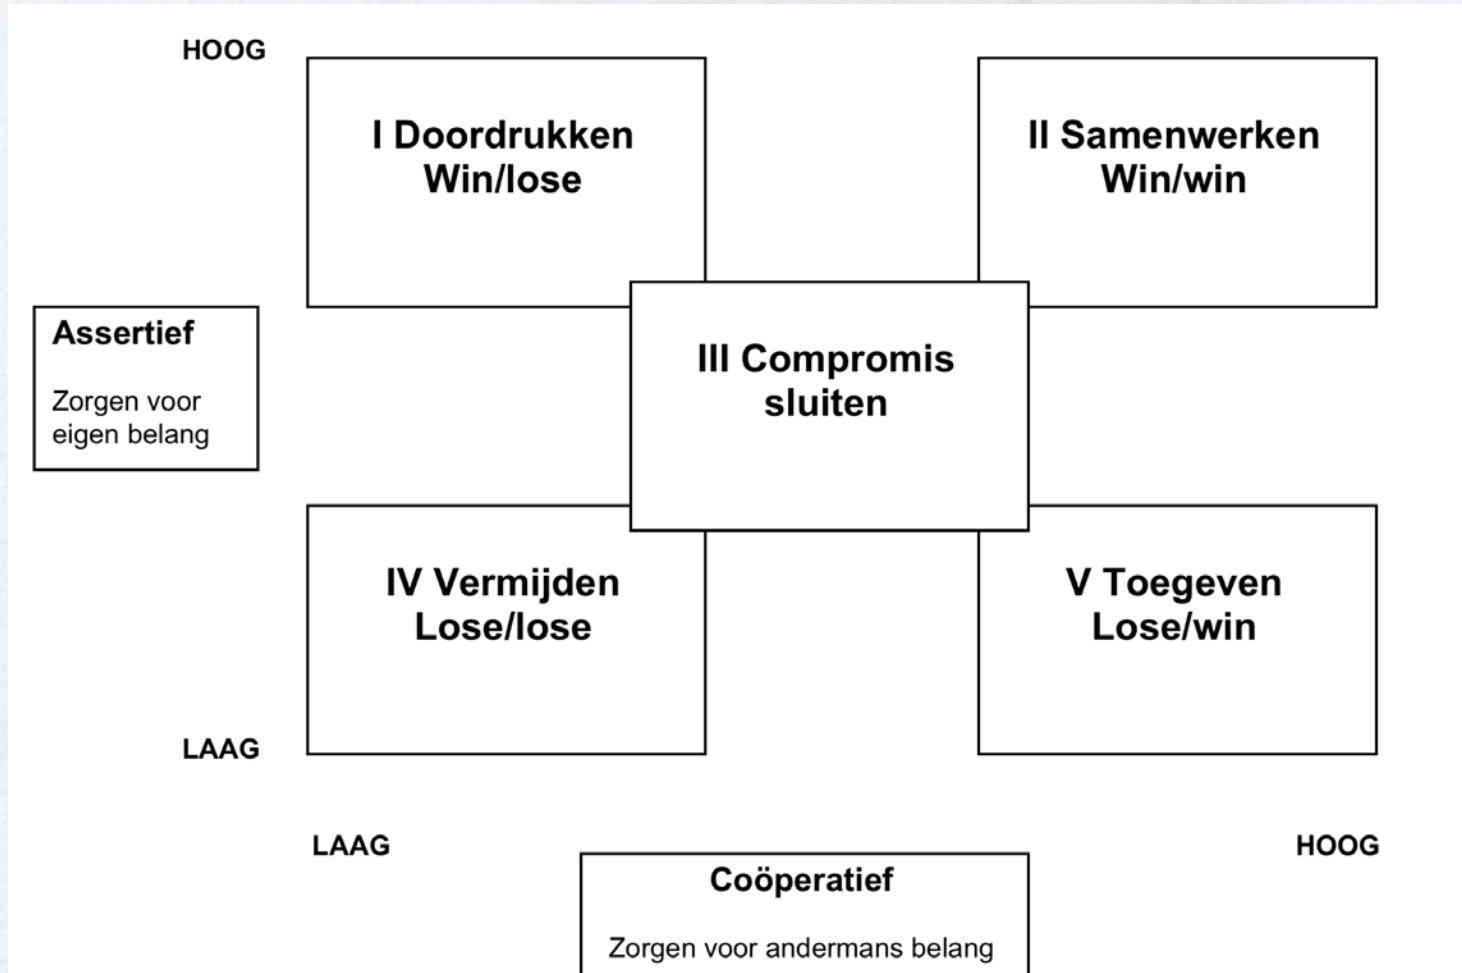 HOOG
I Doordrukken
Win/lose
II Samenwerken
Win/win
Assertief
Zorgen voor
eigen belang
III Compromis
sluiten
IV Vermijden
Lose/lose
V Toegeven
Lose/win
LAAG
LAAG
HOOG
Coöperatief
Zorgen voor andermans belang